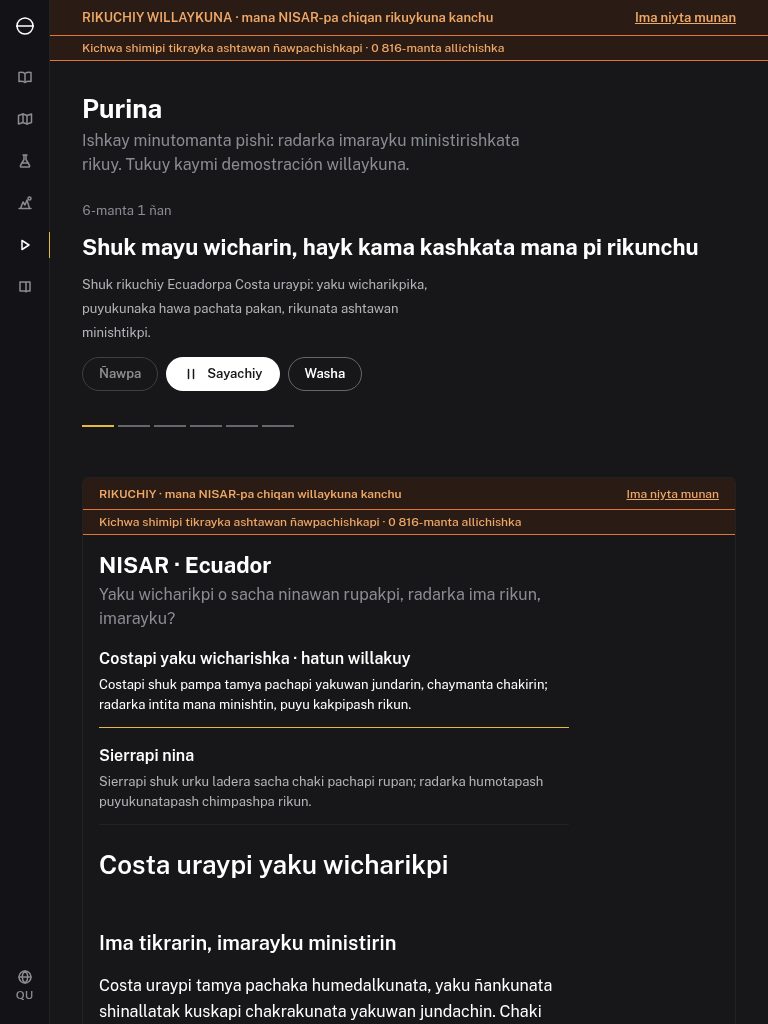 RIKUCHIY WILLAYKUNA · mana NISAR-pa chiqan rikuykuna kanchu
Ima niyta munan
Kichwa shimipi tikrayka ashtawan ñawpachishkapi · 0 816-manta allichishka
Purina
Ishkay minutomanta pishi: radarka imarayku ministirishkata
rikuy. Tukuy kaymi demostración willaykuna.
6-manta 1 ñan
Shuk mayu wicharin, hayk kama kashkata mana pi rikunchu
Shuk rikuchiy Ecuadorpa Costa uraypi: yaku wicharikpika,
puyukunaka hawa pachata pakan, rikunata ashtawan
minishtikpi.
Ñawpa
Sayachiy
Washa
RIKUCHIY · mana NISAR-pa chiqan willaykuna kanchu
Ima niyta munan
Kichwa shimipi tikrayka ashtawan ñawpachishkapi · 0 816-manta allichishka
NISAR · Ecuador
Yaku wicharikpi o sacha ninawan rupakpi, radarka ima rikun,
imarayku?
Costapi yaku wicharishka · hatun willakuy
Costapi shuk pampa tamya pachapi yakuwan jundarin, chaymanta chakirin;
radarka intita mana minishtin, puyu kakpipash rikun.
Sierrapi nina
Sierrapi shuk urku ladera sacha chaki pachapi rupan; radarka humotapash
puyukunatapash chimpashpa rikun.
Costa uraypi yaku wicharikpi
Ima tikrarin, imarayku ministirin
Costa uraypi tamya pachaka humedalkunata, yaku ñankunata
shinallatak kuskapi chakrakunata yakuwan jundachin. Chaki
QU